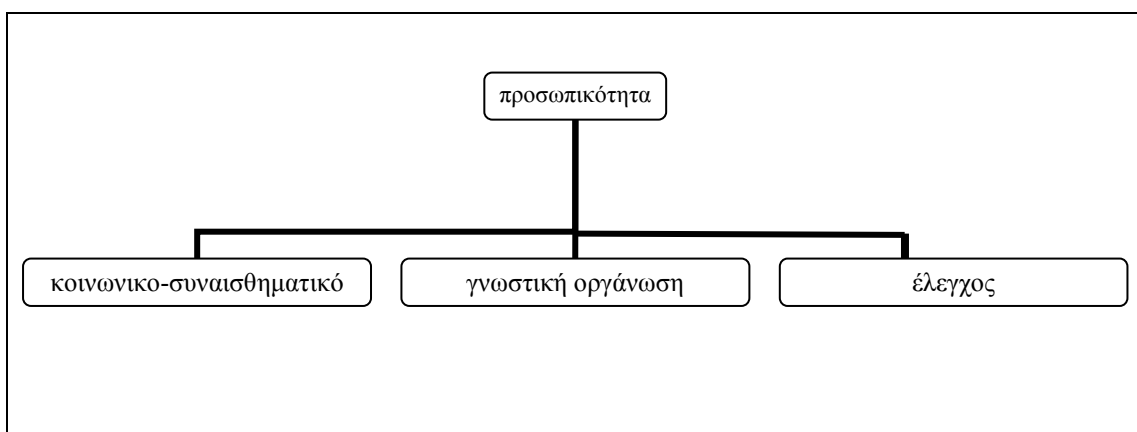 προσωπικότητα
κοινωνικο-συναισθηματικό
γνωστική οργάνωση
έλεγχος